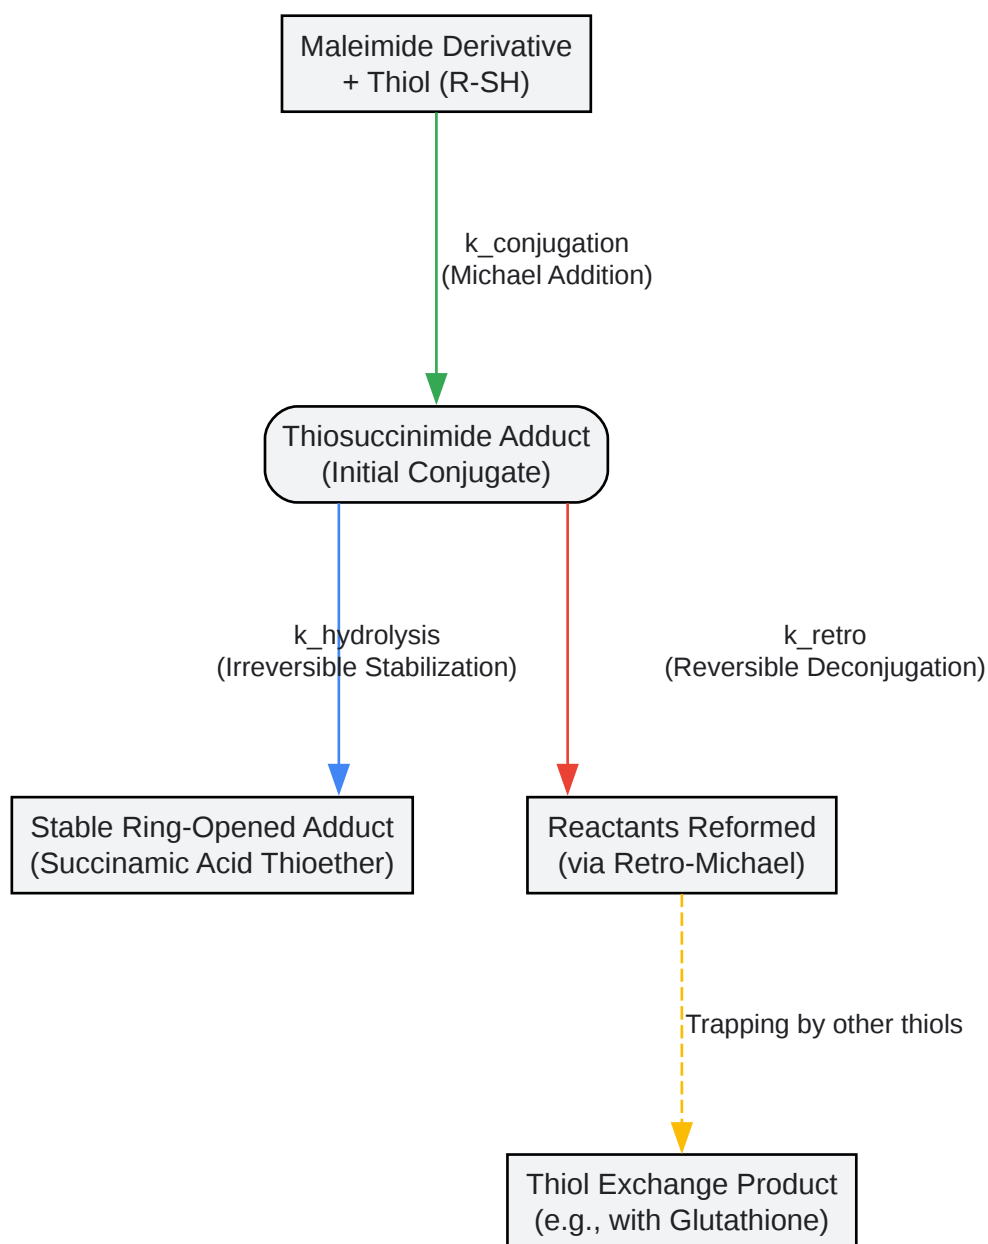 Maleimide Derivative
+ Thiol (R-SH)
k_conjugation
(Michael Addition)
Thiosuccinimide Adduct
(Initial Conjugate)
k_hydrolysis
(Irreversible Stabilization)
k_retro
(Reversible Deconjugation)
Stable Ring-Opened Adduct
(Succinamic Acid Thioether)
Reactants Reformed
(via Retro-Michael)
Trapping by other thiols
Thiol Exchange Product
(e.g., with Glutathione)